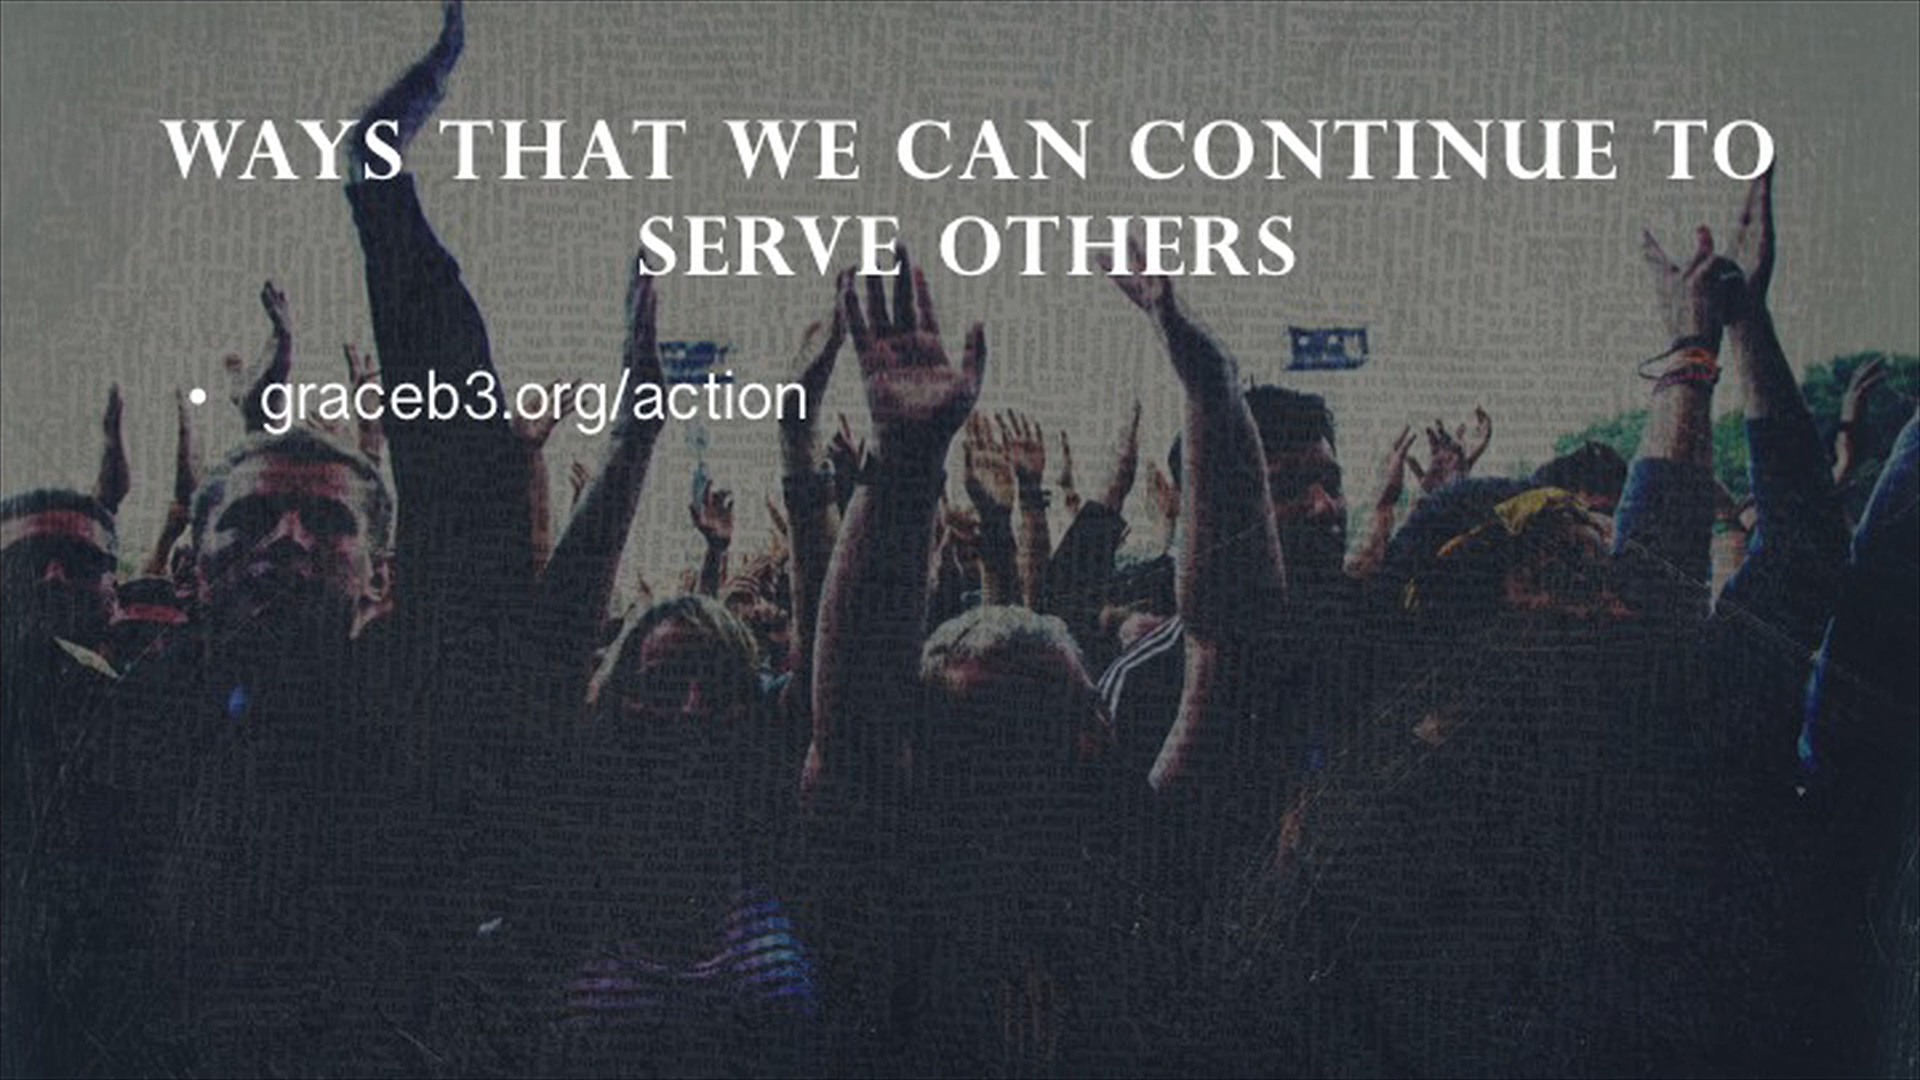 WAYS THAT WE CAN CONTINUE TO
SERVE OTHERS
• graceb3.org/action